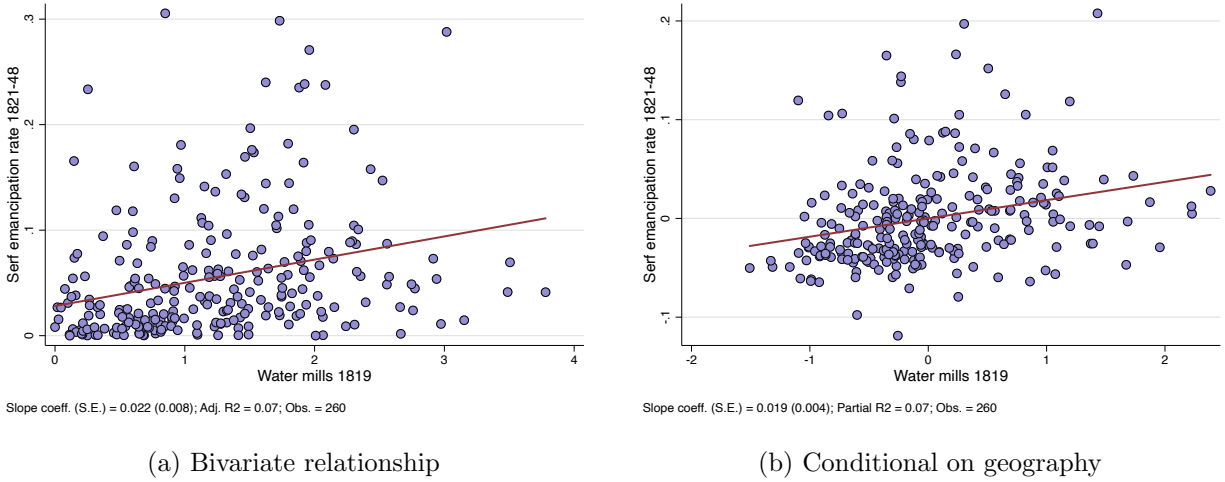 .3
.2
.1
0
Serf emancipation rate 1821-48
0 1 2 3 4
Water mills 1819
Slope coeff. (S.E.) = 0.022 (0.008); Adj. R2 = 0.07; Obs. = 260
(a) Bivariate relationship
.2
.1
0
-.1
Serf emancipation rate 1821-48
-2 -1 0 1 2
Water mills 1819
Slope coeff. (S.E.) = 0.019 (0.004); Partial R2 = 0.07; Obs. = 260
(b) Conditional on geography